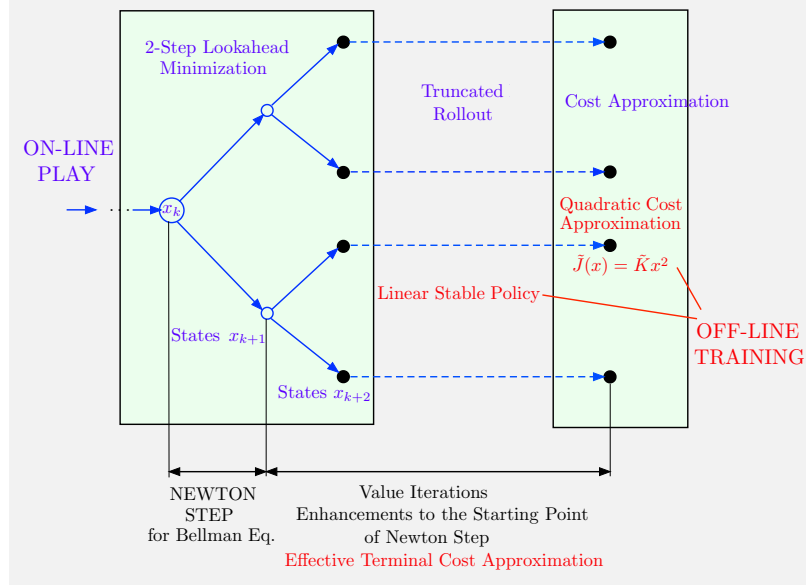 2-Step Lookahead
Minimization
Truncated
Rollout
Cost Approximation
ON-LINE
PLAY
x_k
Quadratic Cost
Approximation
J̃(x) = K̃x²
Linear Stable Policy
OFF-LINE
TRAINING
States x_{k+1}
States x_{k+2}
NEWTON
STEP
for Bellman Eq.
Value Iterations
Enhancements to the Starting Point
of Newton Step
Effective Terminal Cost Approximation